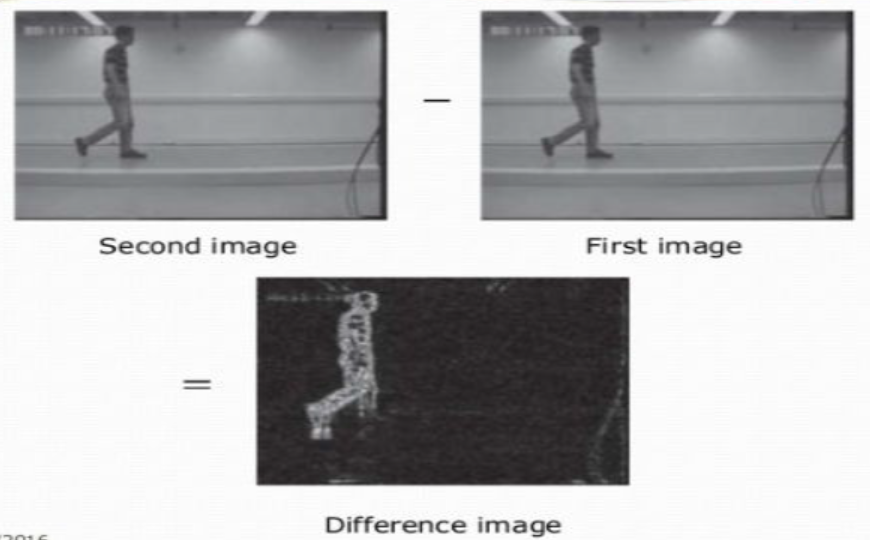 −
Second image
First image
=
Difference image